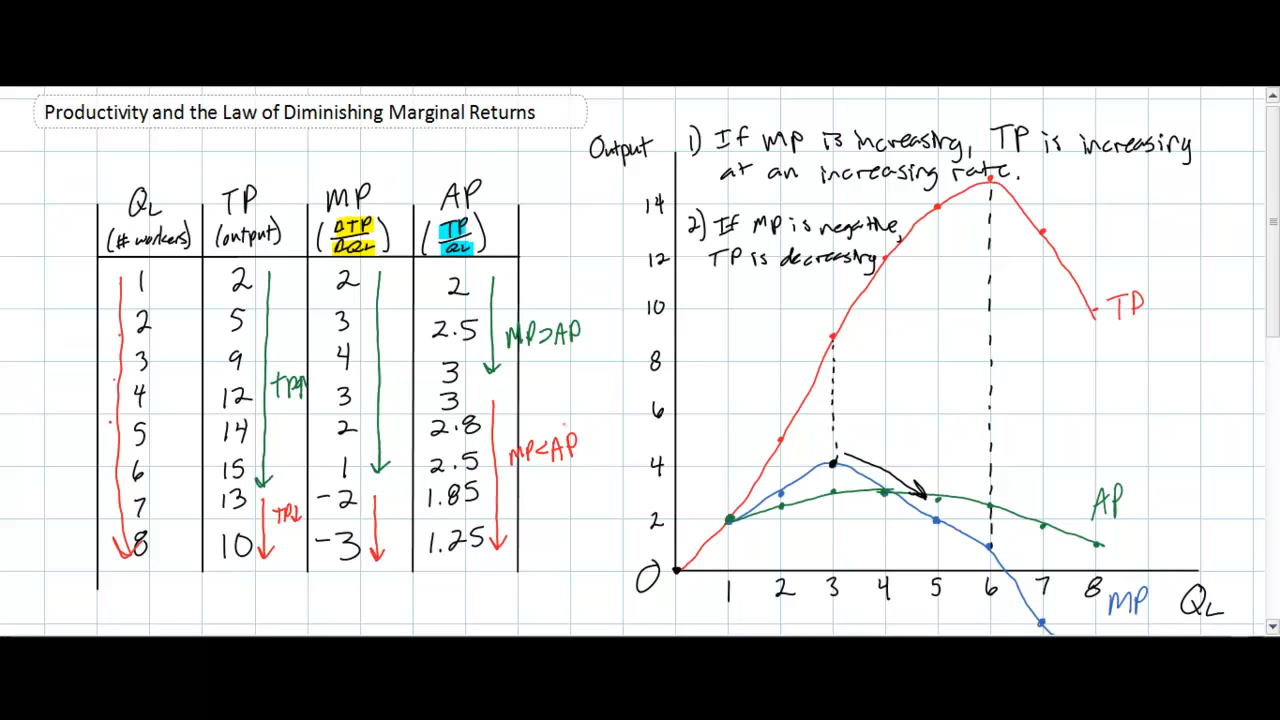 Productivity and the Law of Diminishing Marginal Returns
QL TP MP AP
(# workers) (output) (ΔTP/ΔQL) (TP/QL)
1 2 2 2
2 5 3 2.5
3 9 4 3
4 12 3 3
5 14 2 2.8
6 15 1 2.5
7 13 -2 1.85
8 10 -3 1.25
TP↑
TP↓
MP>AP
MP<AP
Output
1) If MP is increasing, TP is increasing
at an increasing rate.
2) If MP is negative,
TP is decreasing
14
12
10
8
6
4
2
0
1 2 3 4 5 6 7 8
TP
AP
MP
QL